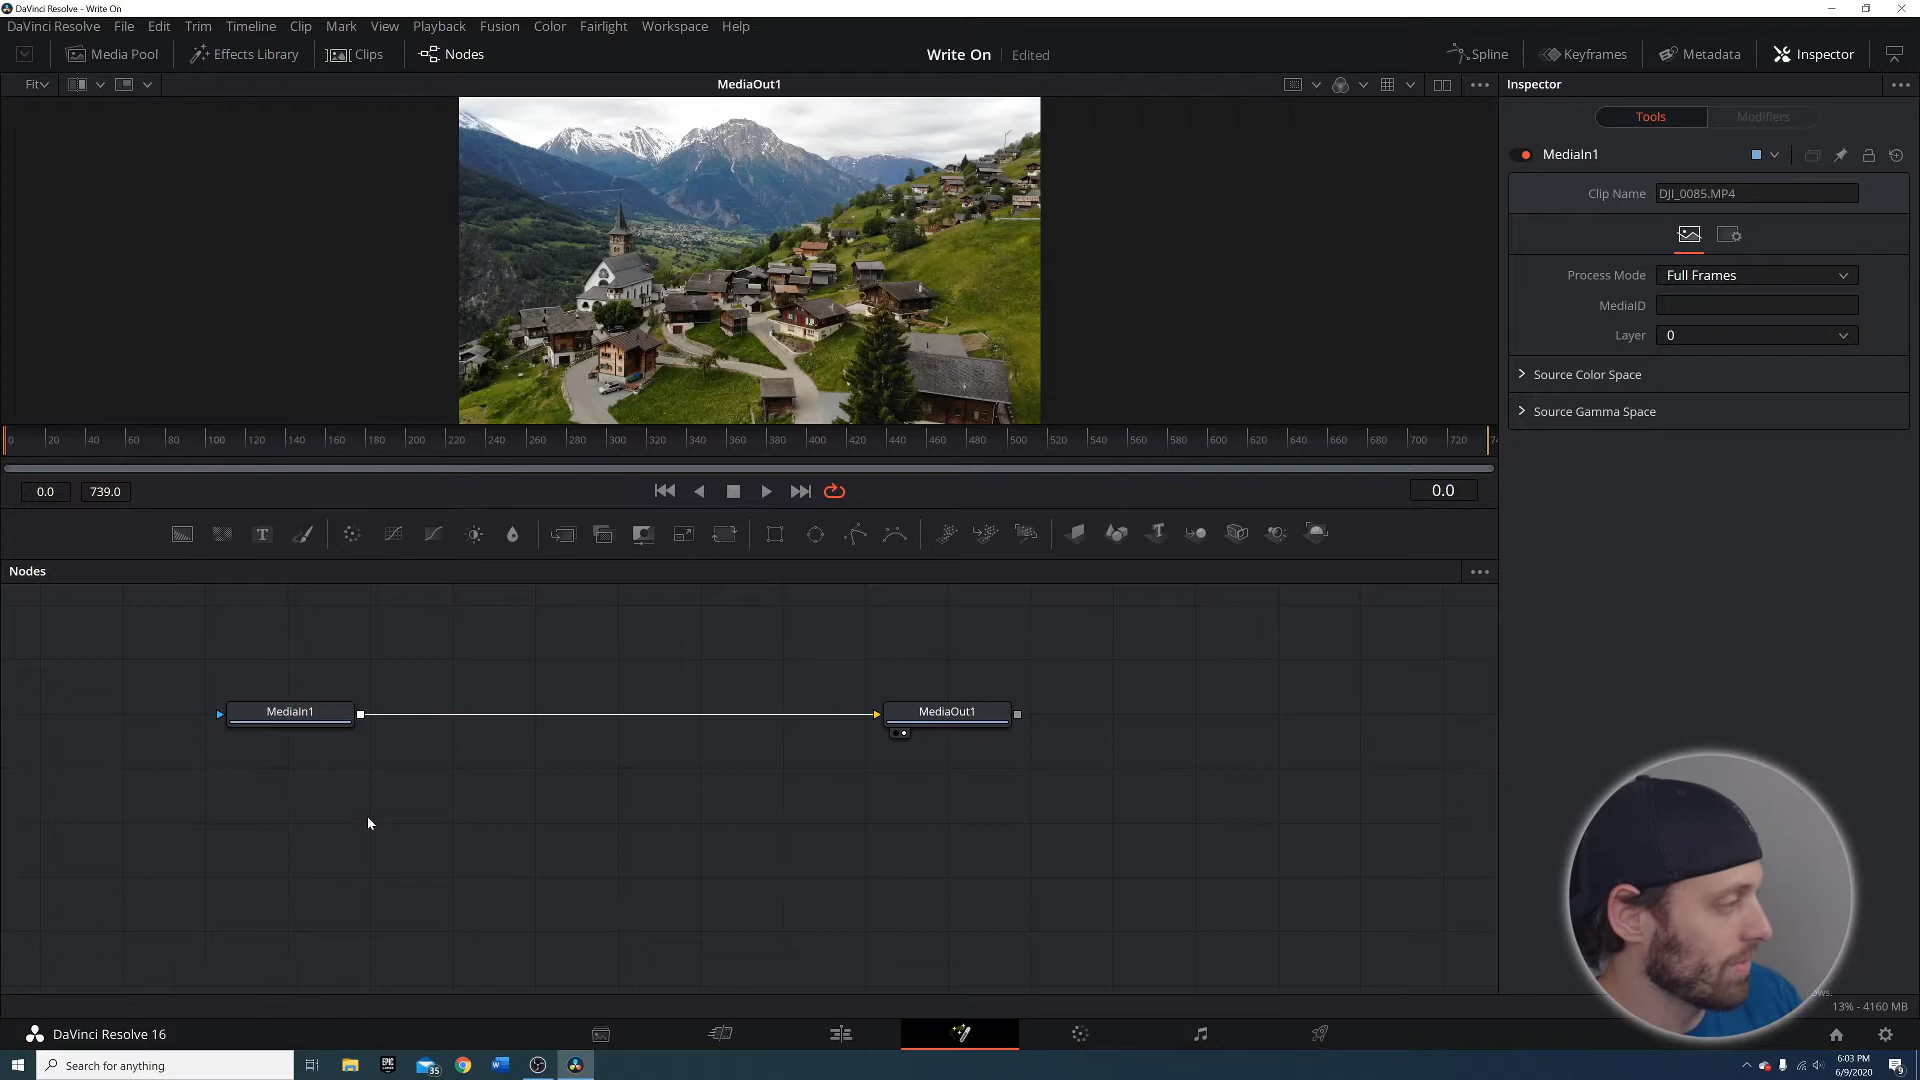 DaVinci Resolve - Write On
DaVinci Resolve File Edit Trim Timeline Clip Mark View Playback Fusion Color Fairlight Workspace Help
Media Pool Effects Library Clips Nodes Write On Edited Spline Keyframes Metadata Inspector
Fit MediaOut1 Inspector
Tools Modifiers
MediaIn1
Clip Name DJI_0085.MP4
Process Mode Full Frames
MediaID
Layer 0
Source Color Space
Source Gamma Space
0 20 40 60 80 100 120 140 160 180 200 220 240 260 280 300 320 340 360 380 400 420 440 460 480 500 520 540 560 580 600 620 640 660 680 700 720
0.0 739.0 0.0
T T
Nodes
MediaIn1 MediaOut1
13% - 4160 MB
DaVinci Resolve 16
Search for anything
EPIC
GAMES
35
6:03 PM
6/9/2020
9